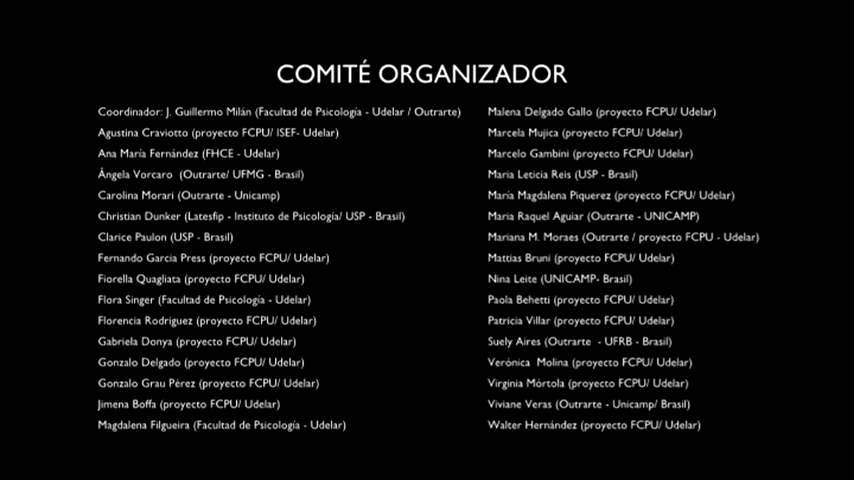 COMITÉ ORGANIZADOR
Coordinador: J. Guillermo Milán (Facultad de Psicología - Udelar / Outrarte)
Agustina Craviotto (proyecto FCPU/ ISEF- Udelar)
Ana María Fernández (FHCE - Udelar)
Ângela Vorcaro  (Outrarte/ UFMG - Brasil)
Carolina Morari (Outrarte - Unicamp)
Christian Dunker (Latesfip - Instituto de Psicología/ USP - Brasil)
Clarice Paulon (USP - Brasil)
Fernando Garcia Press (proyecto FCPU/ Udelar)
Fiorella Quagliata (proyecto FCPU/ Udelar)
Flora Singer (Facultad de Psicología - Udelar)
Florencia Rodriguez (proyecto FCPU/ Udelar)
Gabriela Donya (proyecto FCPU/ Udelar)
Gonzalo Delgado (proyecto FCPU/ Udelar)
Gonzalo Grau Pérez (proyecto FCPU/ Udelar)
Jimena Boffa (proyecto FCPU/ Udelar)
Magdalena Filgueira (Facultad de Psicología - Udelar)
Malena Delgado Gallo (proyecto FCPU/ Udelar)
Marcela Mujica (proyecto FCPU/ Udelar)
Marcelo Gambini (proyecto FCPU/ Udelar)
Maria Leticia Reis (USP - Brasil)
María Magdalena Piquerez (proyecto FCPU/ Udelar)
Maria Raquel Aguiar (Outrarte - UNICAMP)
Mariana M. Moraes (Outrarte / proyecto FCPU - Udelar)
Mattias Bruni (proyecto FCPU/ Udelar)
Nina Leite (UNICAMP- Brasil)
Paola Behetti (proyecto FCPU/ Udelar)
Patricia Villar (proyecto FCPU/ Udelar)
Suely Aires (Outrarte  - UFRB - Brasil)
Verónica  Molina (proyecto FCPU/ Udelar)
Virginia Mórtola (proyecto FCPU/ Udelar)
Viviane Veras (Outrarte - Unicamp/ Brasil)
Walter Hernández (proyecto FCPU/ Udelar)